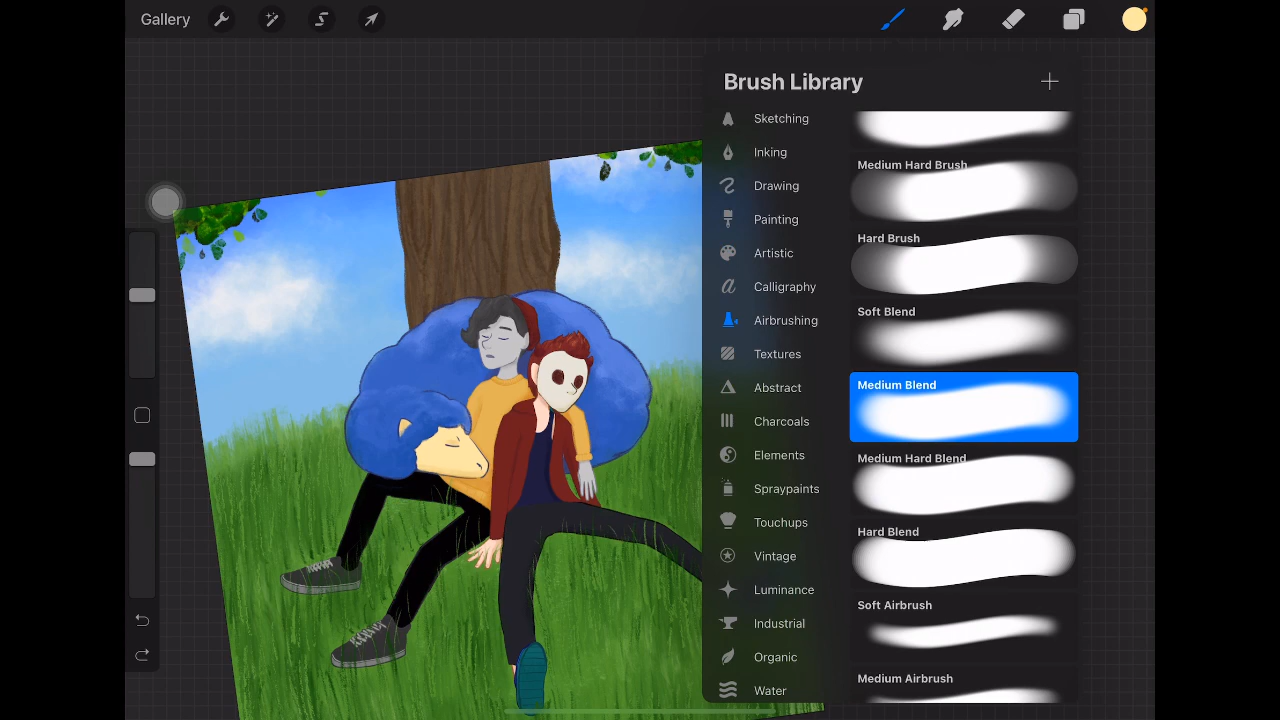 Gallery
Brush Library
Sketching
Inking
Drawing
Painting
Artistic
Calligraphy
Airbrushing
Textures
Abstract
Charcoals
Elements
Spraypaints
Touchups
Vintage
Luminance
Industrial
Organic
Water
Medium Hard Brush
Hard Brush
Soft Blend
Medium Blend
Medium Hard Blend
Hard Blend
Soft Airbrush
Medium Airbrush